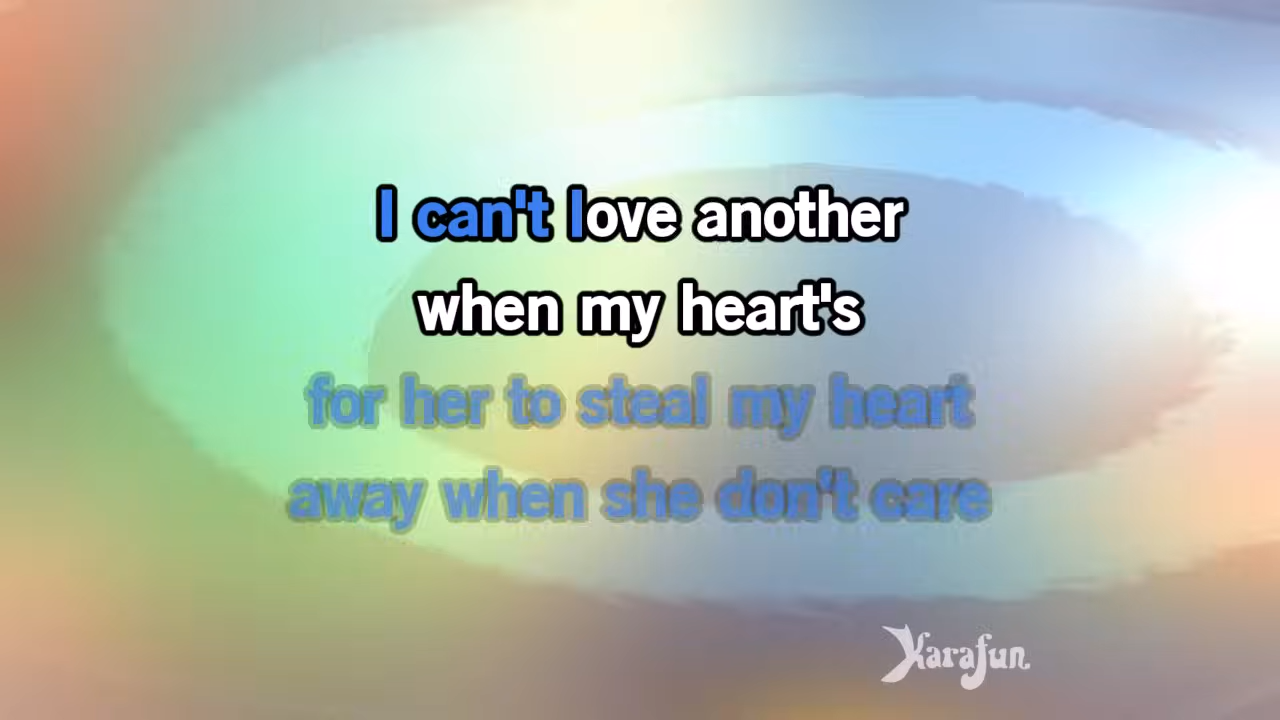 I can't love another
when my heart's
for her to steal my heart
away when she don't care
Karafun